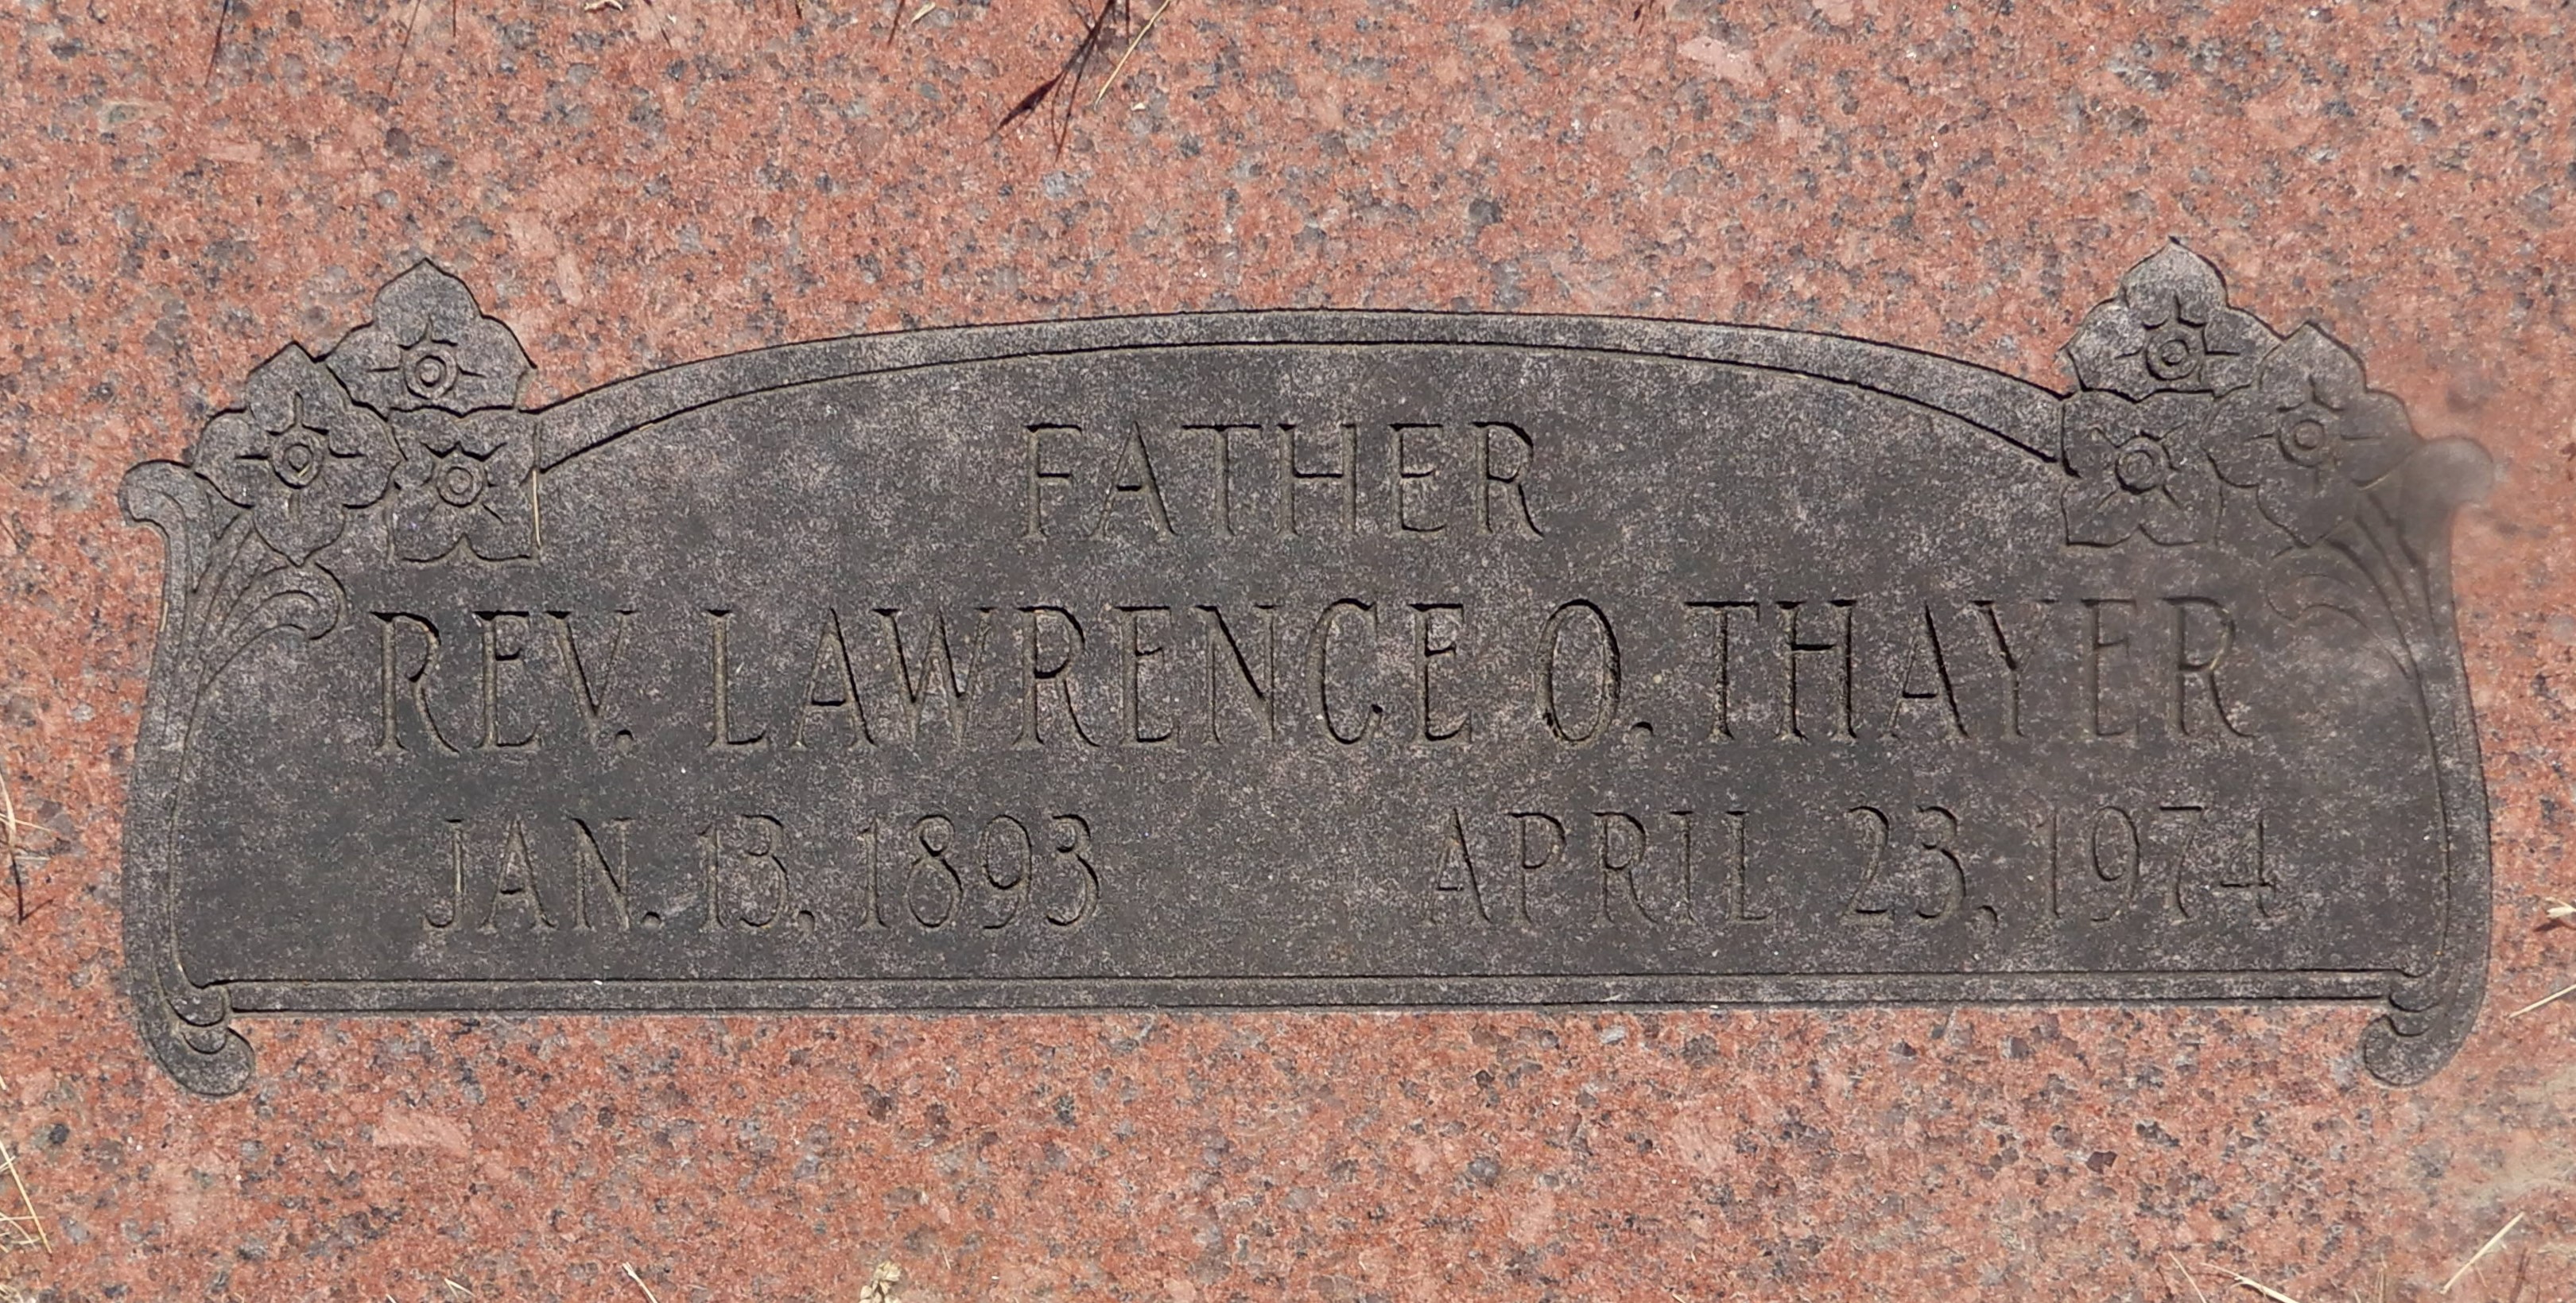 FATHER
REV. LAWRENCE O. THAYER
JAN. 13. 1893 APRIL 23, 1974